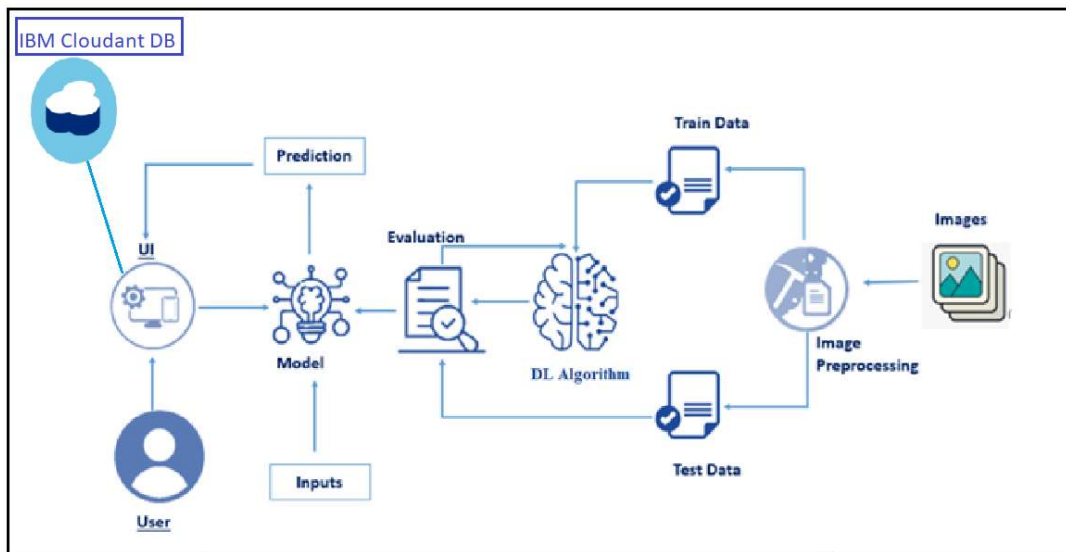 IBM Cloudant DB
Train Data
Prediction
Images
Evaluation
UI
Image
Preprocessing
Model
DL Algorithm
Test Data
Inputs
User